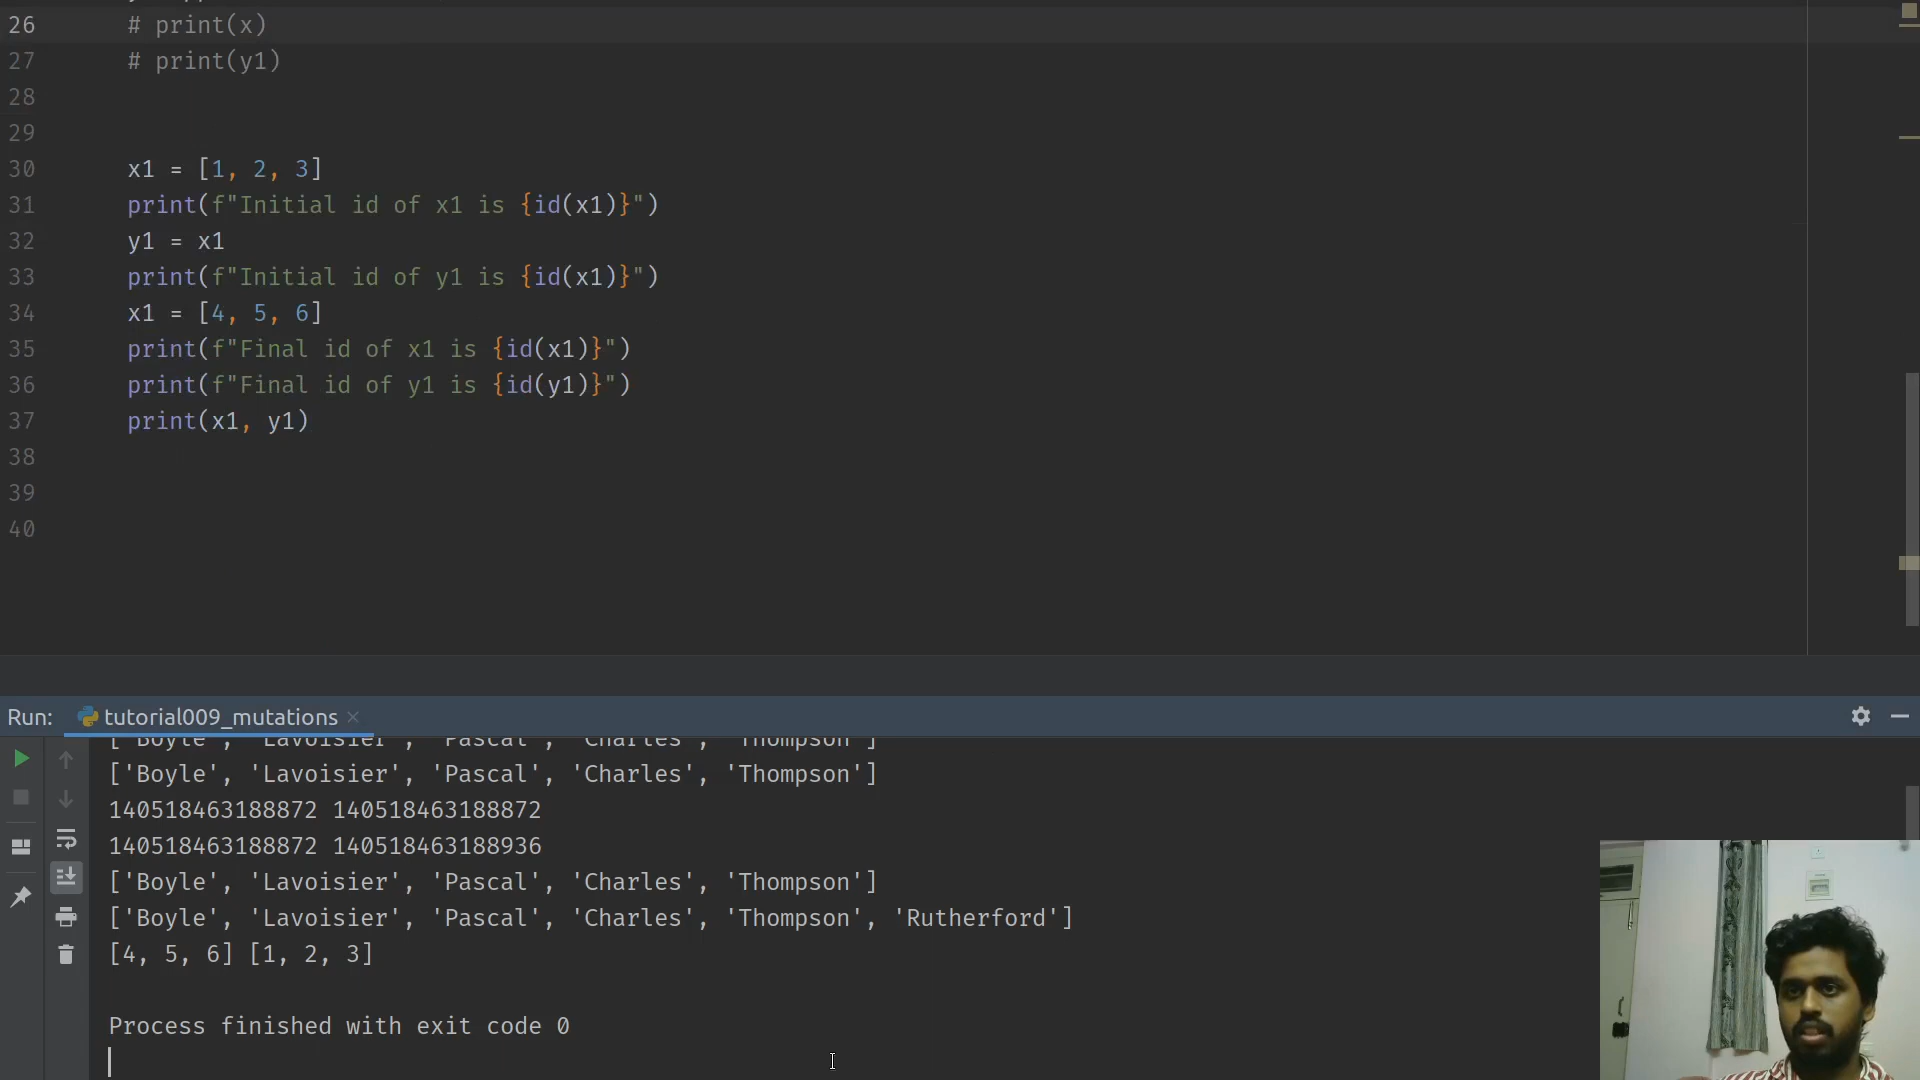 26 # print(x)
27 # print(y1)
28
29
30 x1 = [1, 2, 3]
31 print(f"Initial id of x1 is {id(x1)}")
32 y1 = x1
33 print(f"Initial id of y1 is {id(x1)}")
34 x1 = [4, 5, 6]
35 print(f"Final id of x1 is {id(x1)}")
36 print(f"Final id of y1 is {id(y1)}")
37 print(x1, y1)
38
39
40
Run: tutorial009_mutations
['Boyle', 'Lavoisier', 'Pascal', 'Charles', 'Thompson']
['Boyle', 'Lavoisier', 'Pascal', 'Charles', 'Thompson']
140518463188872 140518463188872
140518463188872 140518463188936
['Boyle', 'Lavoisier', 'Pascal', 'Charles', 'Thompson']
['Boyle', 'Lavoisier', 'Pascal', 'Charles', 'Thompson', 'Rutherford']
[4, 5, 6] [1, 2, 3]
Process finished with exit code 0